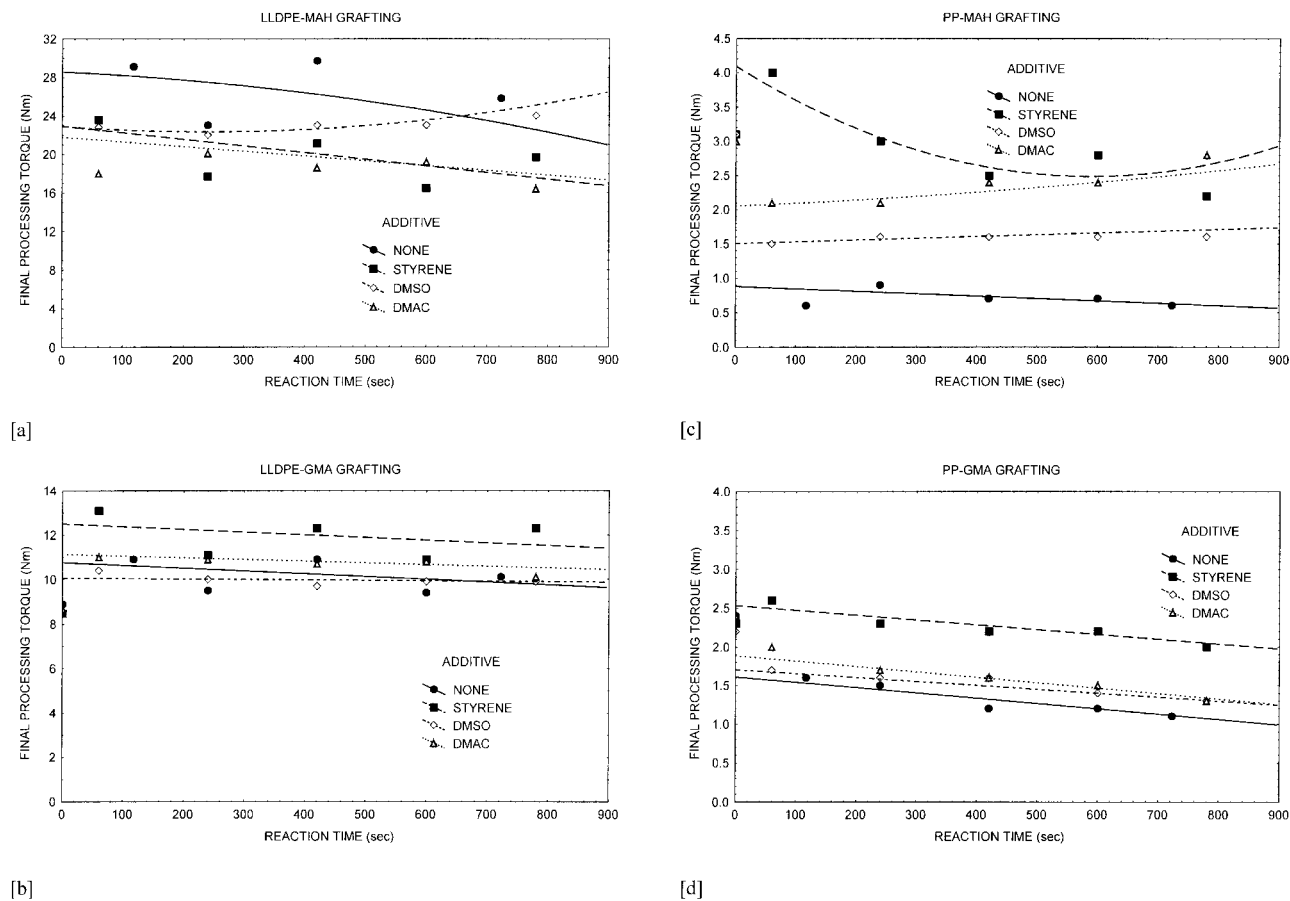 LLDPE-MAH GRAFTING
FINAL PROCESSING TORQUE (Nm)
32
28
24
20
16
12
8
4
0
ADDITIVE
NONE
STYRENE
DMSO
DMAC
0 100 200 300 400 500 600 700 800 900
REACTION TIME (sec)
[a]
PP-MAH GRAFTING
FINAL PROCESSING TORQUE (Nm)
4.5
4.0
3.5
3.0
2.5
2.0
1.5
1.0
0.5
0.0
ADDITIVE
NONE
STYRENE
DMSO
DMAC
0 100 200 300 400 500 600 700 800 900
REACTION TIME (sec)
[c]
LLDPE-GMA GRAFTING
FINAL PROCESSING TORQUE (Nm)
14
12
10
8
6
4
2
0
ADDITIVE
NONE
STYRENE
DMSO
DMAC
0 100 200 300 400 500 600 700 800 900
REACTION TIME (sec)
[b]
PP-GMA GRAFTING
FINAL PROCESSING TORQUE (Nm)
4.0
3.5
3.0
2.5
2.0
1.5
1.0
0.5
0.0
ADDITIVE
NONE
STYRENE
DMSO
DMAC
0 100 200 300 400 500 600 700 800 900
REACTION TIME (sec)
[d]